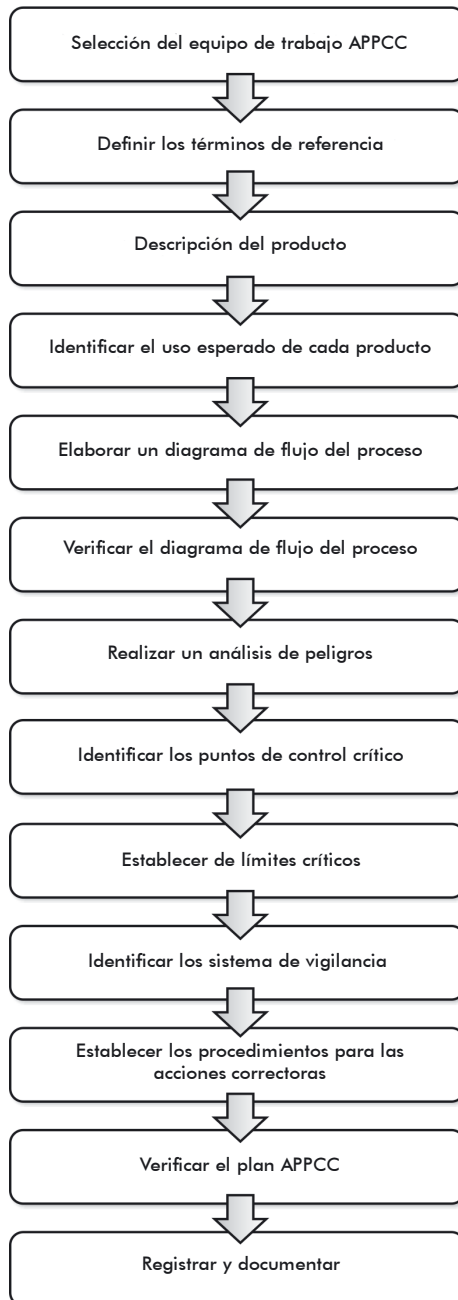 Selección del equipo de trabajo APPCC
Definir los términos de referencia
Descripción del producto
Identificar el uso esperado de cada producto
Elaborar un diagrama de flujo del proceso
Verificar el diagrama de flujo del proceso
Realizar un análisis de peligros
Identificar los puntos de control crítico
Establecer de límites críticos
Identificar los sistema de vigilancia
Establecer los procedimientos para las
acciones correctoras
Verificar el plan APPCC
Registrar y documentar